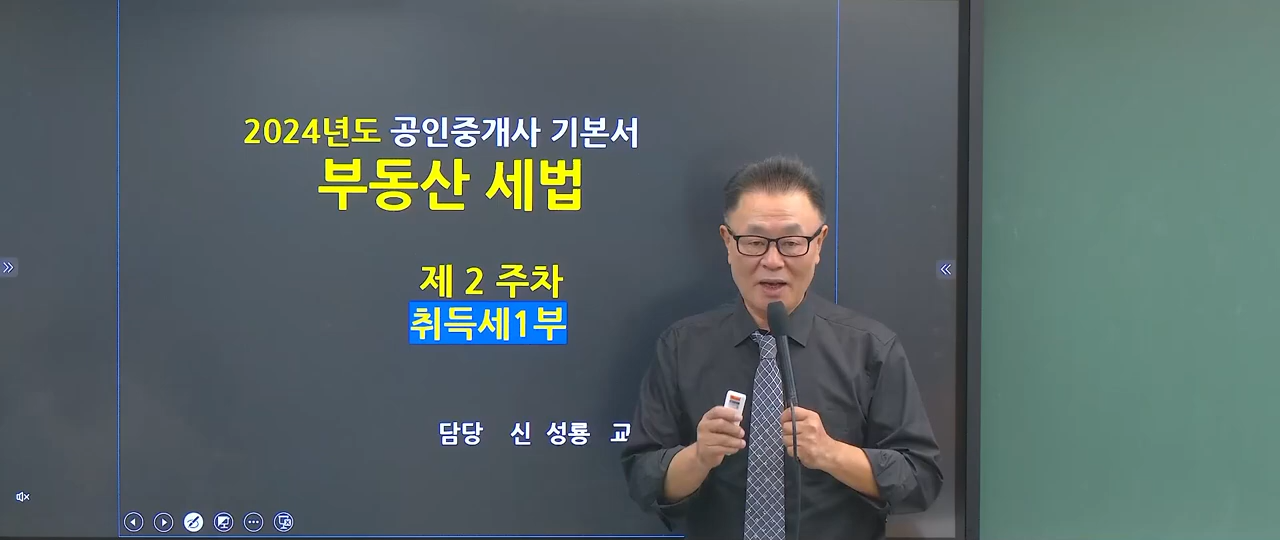 2024년도 공인중개사 기본서
부동산 세법
제 2 주차
취득세1부
담당 신 성룡 교